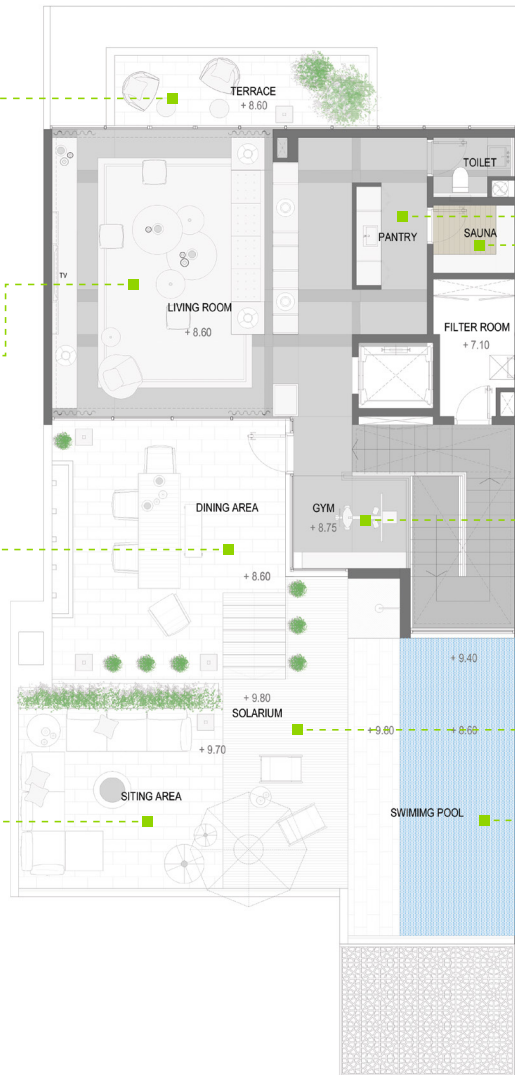 TERRACE
+ 8.60
TOILET
PANTRY
SAUNA
TV
LIVING ROOM
+ 8.60
FILTER ROOM
+ 7.10
DINING AREA
GYM
+ 8.75
+ 8.60
+ 9.40
+ 9.80
SOLARIUM
+ 9.80
+ 8.60
+ 9.70
SITING AREA
SWIMIMG POOL